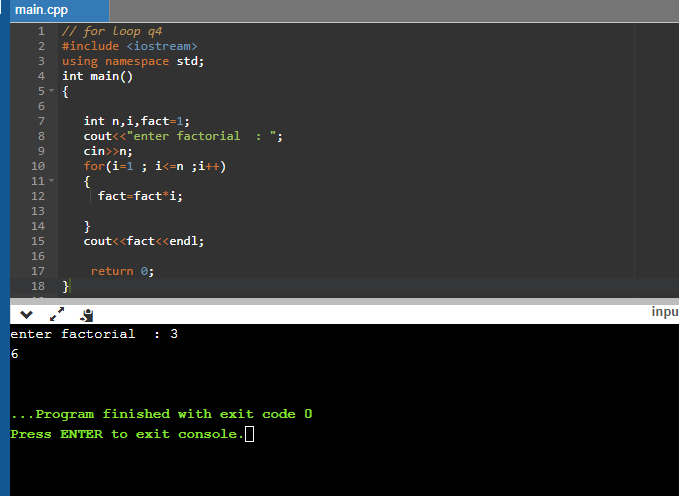 main.cpp
1 // for loop q4
2 #include <iostream>
3 using namespace std;
4 int main()
5 {
6
7 int n,i,fact=1;
8 cout<<"enter factorial  : ";
9 cin>>n;
10 for(i=1 ; i<=n ;i++)
11 {
12 fact=fact*i;
13
14 }
15 cout<<fact<<endl;
16
17 return 0;
18 }
inpu
enter factorial  : 3
6
...Program finished with exit code 0
Press ENTER to exit console.